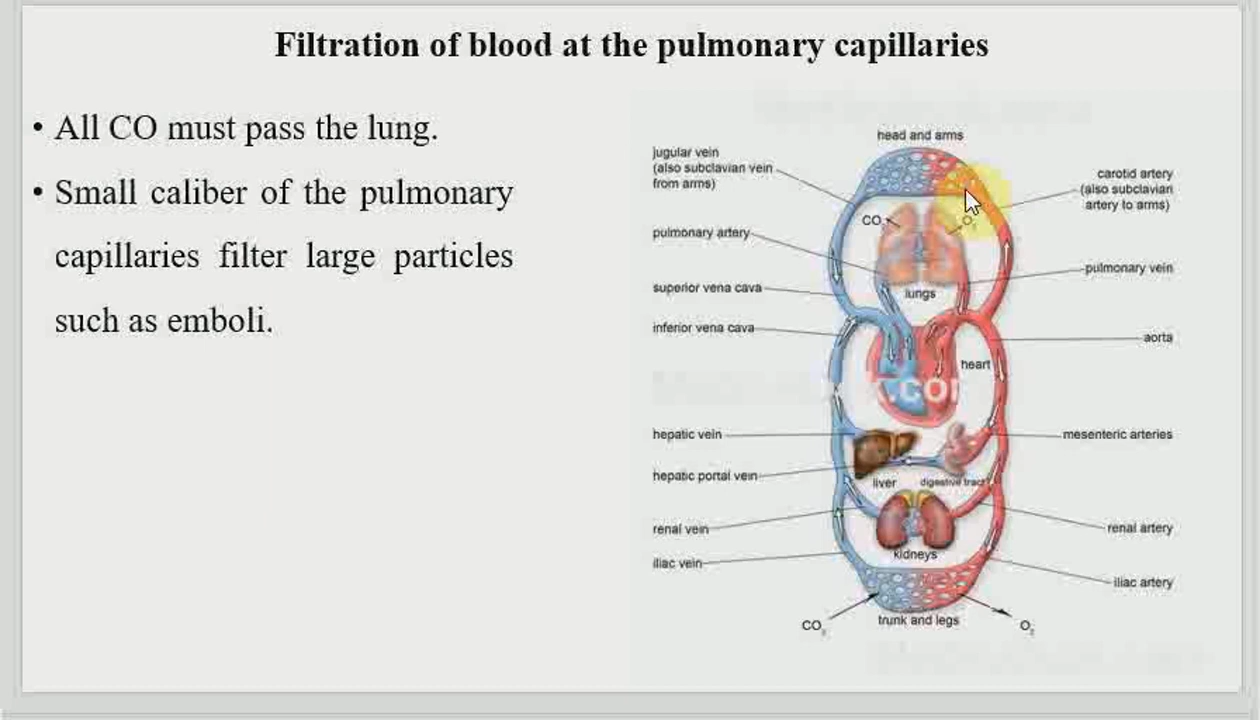 Filtration of blood at the pulmonary capillaries
• All CO must pass the lung.
• Small caliber of the pulmonary
capillaries filter large particles
such as emboli.
head and arms
jugular vein
(also subclavian vein
from arms)
carotid artery
(also subclavian
artery to arms)
CO₂
O₂
pulmonary artery
pulmonary vein
superior vena cava
lungs
inferior vena cava
aorta
heart
k.co
hepatic vein
mesenteric arteries
hepatic portal vein
liver
digestive tract
renal vein
renal artery
kidneys
iliac vein
iliac artery
CO₂
trunk and legs
O₂